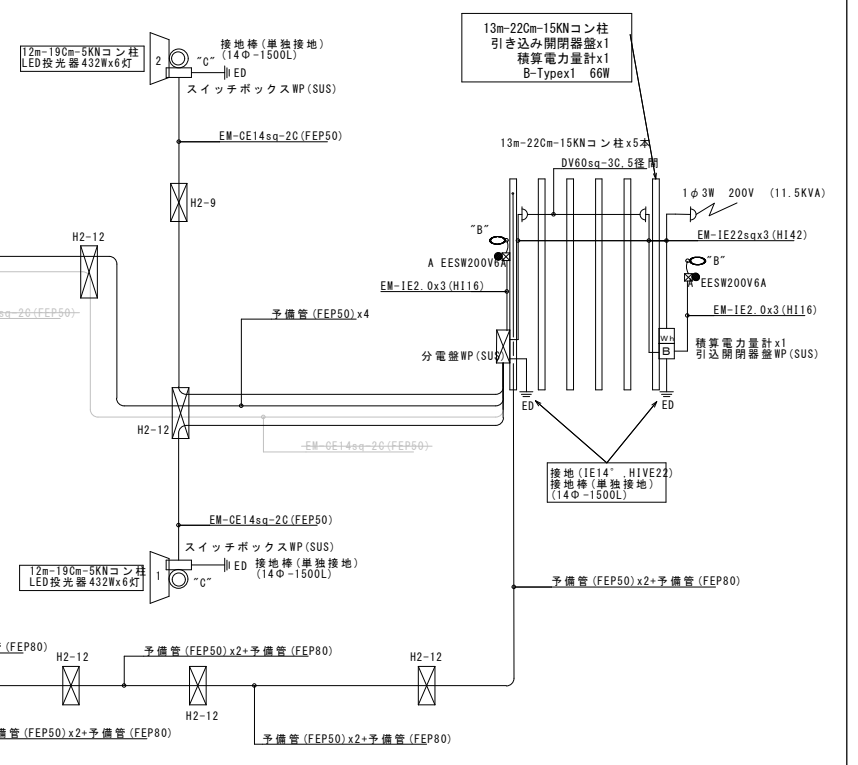 12m-19Cm-5KNコン柱
LED投光器432Wx6灯
2
"C"
接地棒(単独接地)
(14Φ-1500L)
ED
スイッチボックスWP(SUS)
EM-CE14sq-2C(FEP50)
H2-9
H2-12
sq-2C(FEP50)
予備管(FEP50)x4
H2-12
EM-CE14sq-2C(FEP50)
EM-CE14sq-2C(FEP50)
スイッチボックスWP(SUS)
12m-19Cm-5KNコン柱
LED投光器432Wx6灯
1
"C"
ED
接地棒(単独接地)
(14Φ-1500L)
13m-22Cm-15KNコン柱
引き込み開閉器盤x1
積算電力量計x1
B-Typex1 66W
13m-22Cm-15KNコン柱x5本
DV60sq-3C,5径間
1φ3W 200V (11.5KVA)
EM-IE22sqx3(HI42)
"B"
A EESW200V6A
EM-IE2.0x3(HI16)
分電盤WP(SUS)
"B"
A EESW200V6A
EM-IE2.0x3(HI16)
Wh
B
積算電力量計x1
引込開閉器盤WP(SUS)
ED
ED
接地(IE14°,HIVE22)
接地棒(単独接地)
(14Φ-1500L)
予備管(FEP50)x2+予備管(FEP80)
(FEP80)
H2-12
予備管(FEP50)x2+予備管(FEP80)
H2-12
H2-12
備管(FEP50)x2+予備管(FEP80)
予備管(FEP50)x2+予備管(FEP80)